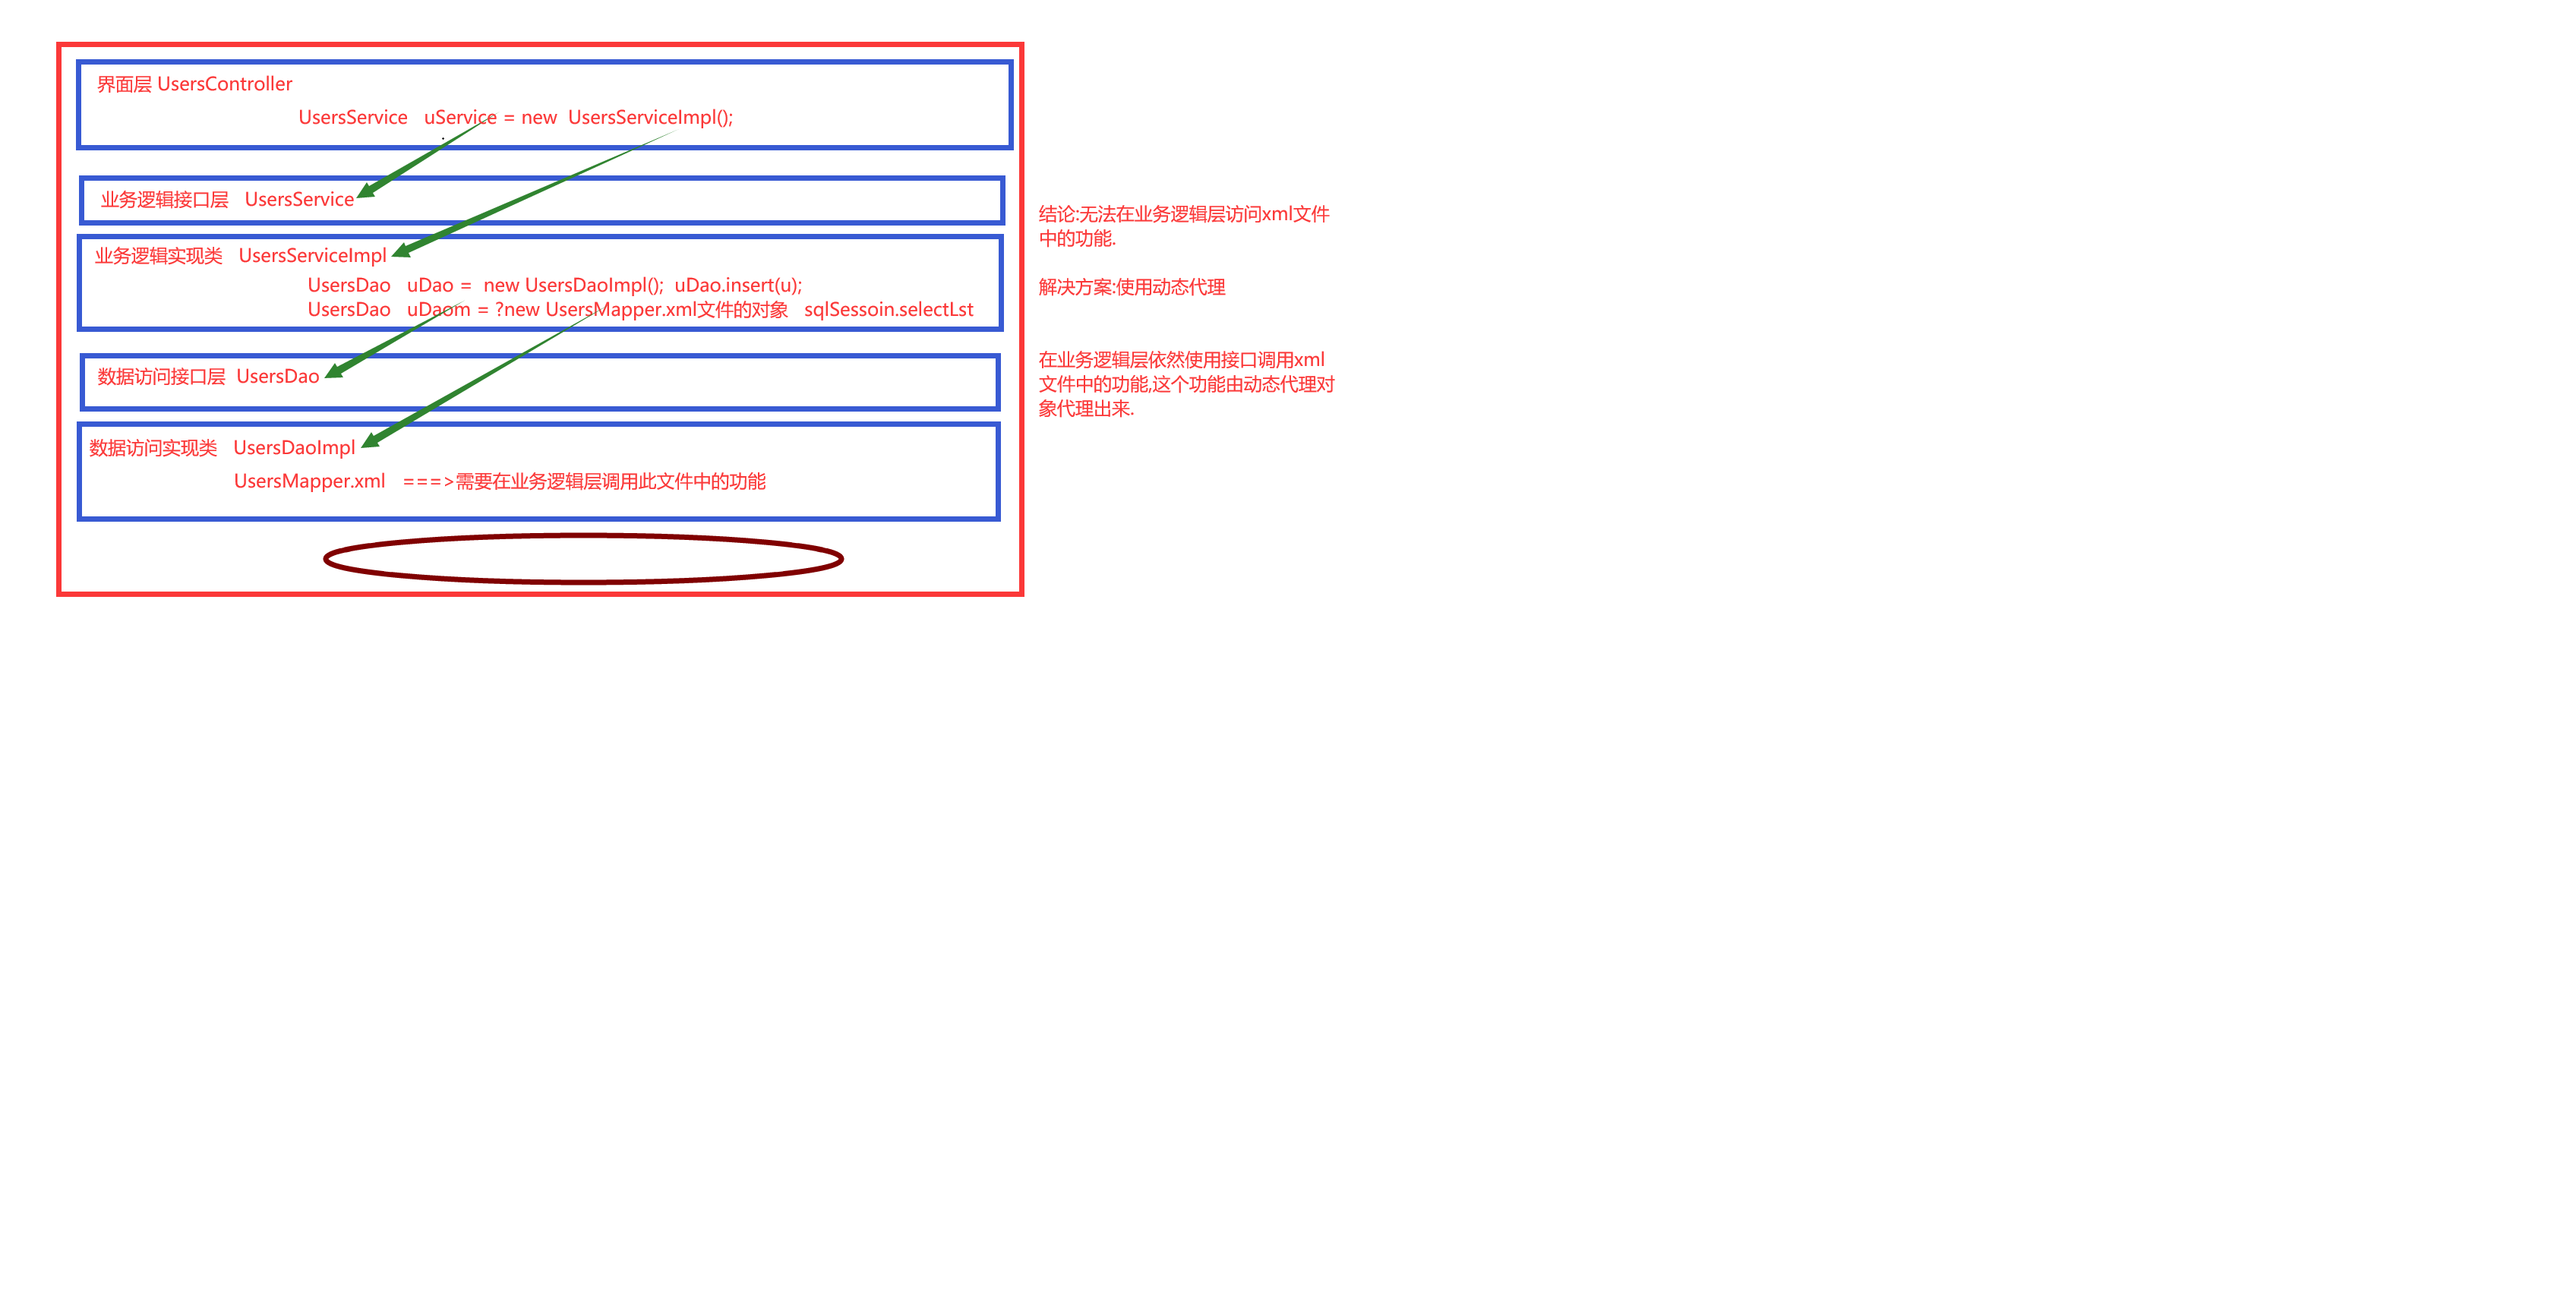 界面层 UsersController
UsersService uService = new UsersServiceImpl();
业务逻辑接口层 UsersService
业务逻辑实现类 UsersServiceImpl
UsersDao uDao = new UsersDaoImpl(); uDao.insert(u);
UsersDao uDaom = ?new UsersMapper.xml文件的对象 sqlSessoin.selectLst
数据访问接口层 UsersDao
数据访问实现类 UsersDaoImpl
UsersMapper.xml ===>需要在业务逻辑层调用此文件中的功能
结论:无法在业务逻辑层访问xml文件
中的功能.
解决方案:使用动态代理
在业务逻辑层依然使用接口调用xml
文件中的功能,这个功能由动态代理对
象代理出来.